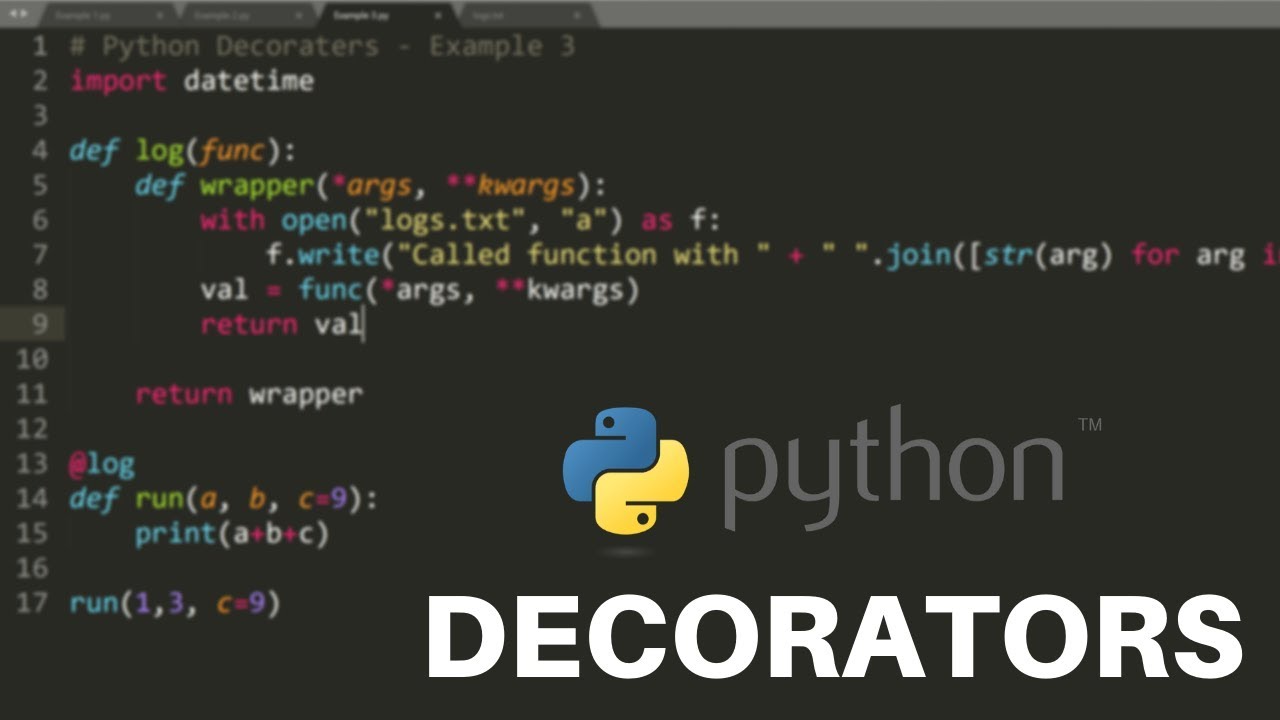 Example 1.py
Example 2.py
Example 3.py
logs.txt
1 # Python Decoraters - Example 3
2 import datetime
3
4 def log(func):
5     def wrapper(*args, **kwargs):
6         with open("logs.txt", "a") as f:
7             f.write("Called function with " + " ".join([str(arg) for arg i
8         val = func(*args, **kwargs)
9         return val
10
11     return wrapper
12
13 @log
14 def run(a, b, c=9):
15     print(a+b+c)
16
17 run(1,3, c=9)
python ™
DECORATORS